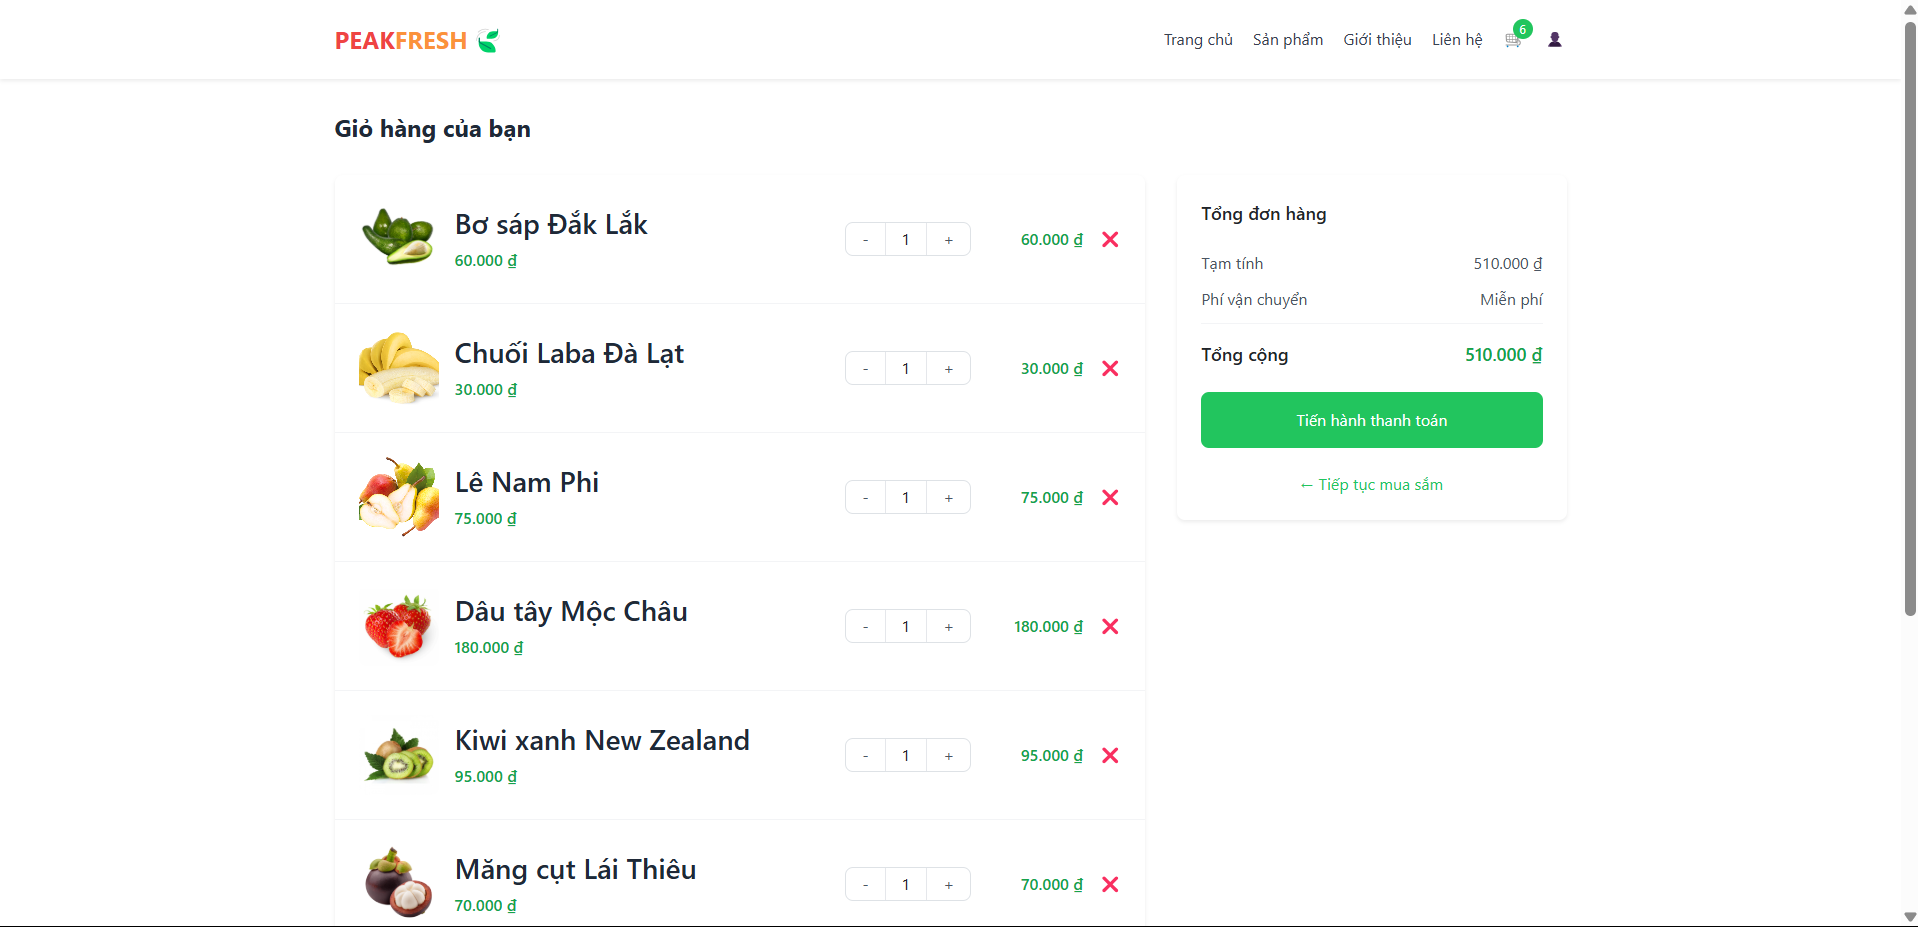 PEAKFRESH
Trang chủ Sản phẩm Giới thiệu Liên hệ 6
Giỏ hàng của bạn
Bơ sáp Đắk Lắk
60.000 ₫
- 1 + 60.000 ₫
Chuối Laba Đà Lạt
30.000 ₫
- 1 + 30.000 ₫
Lê Nam Phi
75.000 ₫
- 1 + 75.000 ₫
Dâu tây Mộc Châu
180.000 ₫
- 1 + 180.000 ₫
Kiwi xanh New Zealand
95.000 ₫
- 1 + 95.000 ₫
Măng cụt Lái Thiêu
70.000 ₫
- 1 + 70.000 ₫
Tổng đơn hàng
Tạm tính 510.000 ₫
Phí vận chuyển Miễn phí
Tổng cộng 510.000 ₫
Tiến hành thanh toán
← Tiếp tục mua sắm